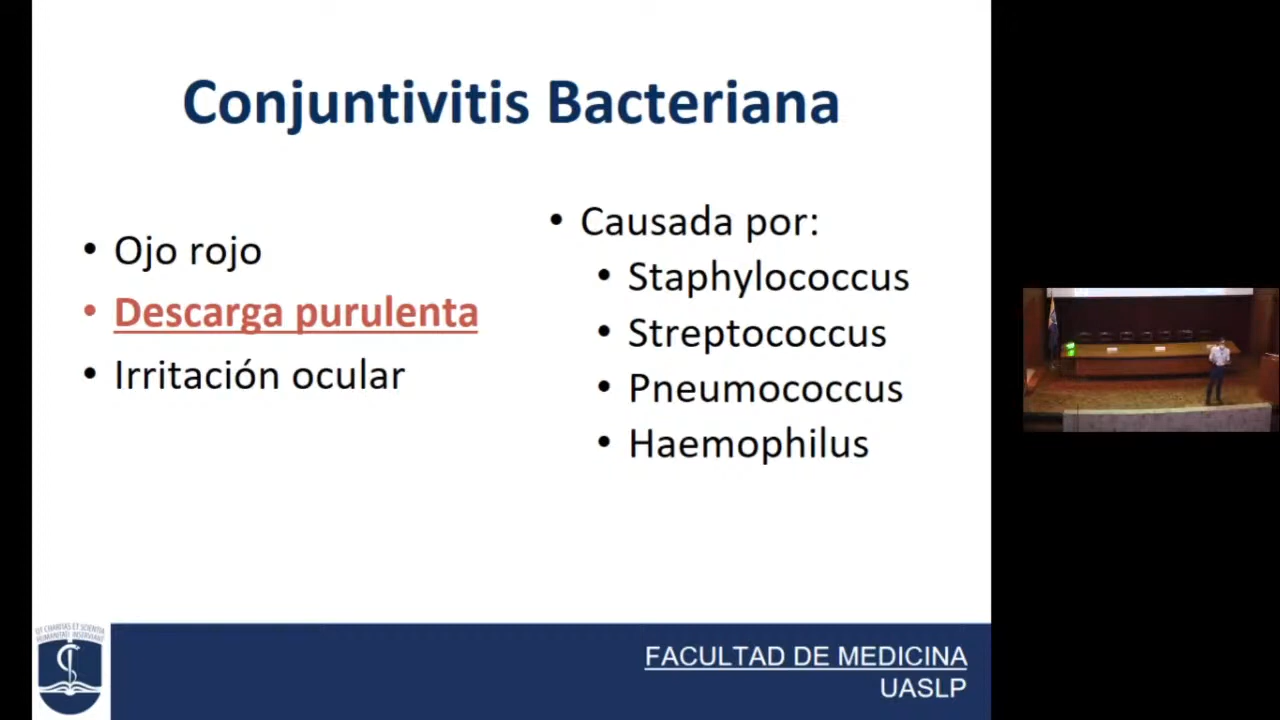 Conjuntivitis Bacteriana
• Ojo rojo
• Descarga purulenta
• Irritación ocular
• Causada por:
• Staphylococcus
• Streptococcus
• Pneumococcus
• Haemophilus
FACULTAD DE MEDICINA
UASLP